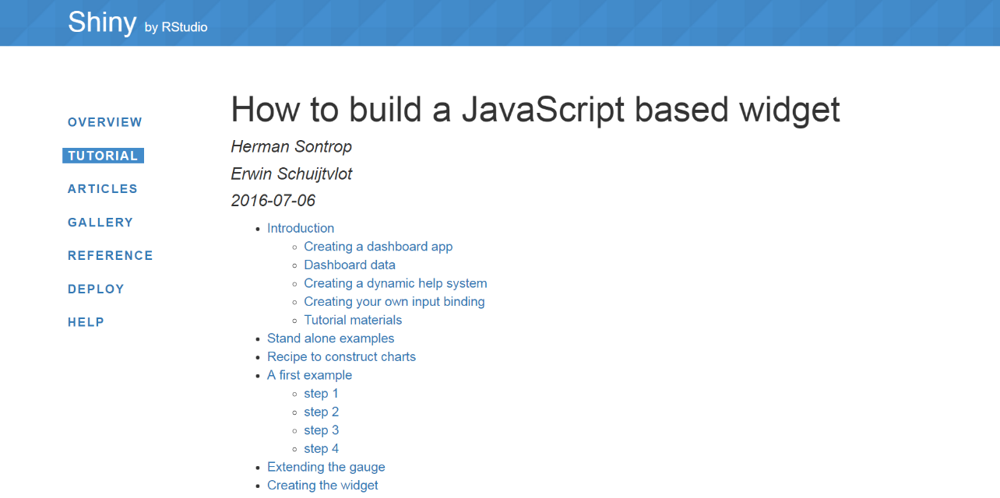 Shiny by RStudio
OVERVIEW
TUTORIAL
ARTICLES
GALLERY
REFERENCE
DEPLOY
HELP
How to build a JavaScript based widget
Herman Sontrop
Erwin Schuijtvlot
2016-07-06
Introduction
Creating a dashboard app
Dashboard data
Creating a dynamic help system
Creating your own input binding
Tutorial materials
Stand alone examples
Recipe to construct charts
A first example
step 1
step 2
step 3
step 4
Extending the gauge
Creating the widget